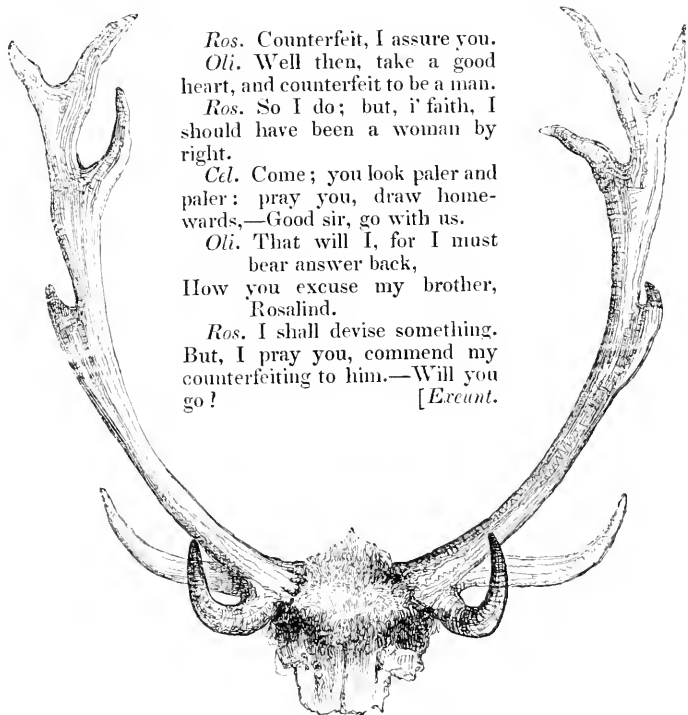 Ros. Counterfeit, I assure you.
Oli. Well then, take a good
heart, and counterfeit to be a man.
Ros. So I do; but, i' faith, I
should have been a woman by
right.
Cel. Come; you look paler and
paler: pray you, draw home-
wards,—Good sir, go with us.
Oli. That will I, for I must
bear answer back,
How you excuse my brother,
Rosalind.
Ros. I shall devise something.
But, I pray you, commend my
counterfeiting to him.—Will you
go? [Exeunt.